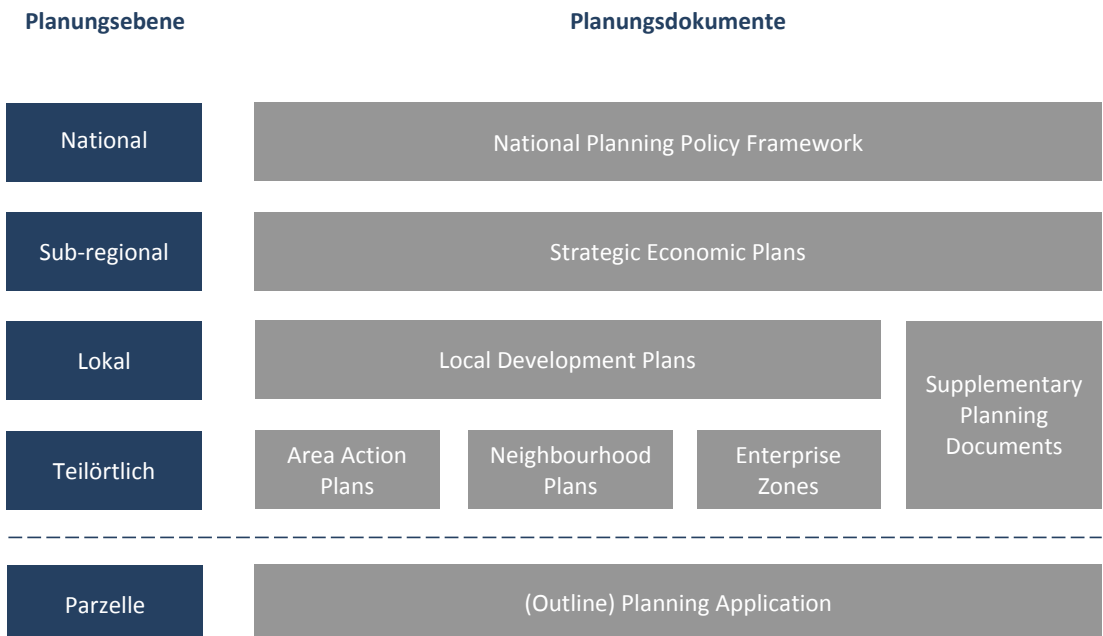 Planungsebene
Planungsdokumente
National
National Planning Policy Framework
Sub-regional
Strategic Economic Plans
Lokal
Local Development Plans
Supplementary
Planning
Documents
Teilörtlich
Area Action
Plans
Neighbourhood
Plans
Enterprise
Zones
Parzelle
(Outline) Planning Application